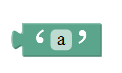 ‘ a ’